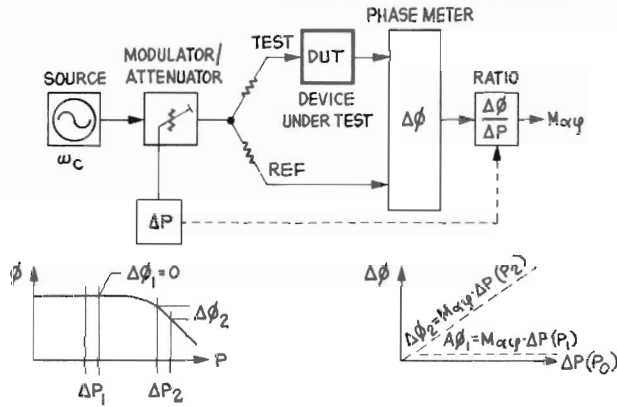 PHASE METER
MODULATOR/
ATTENUATOR
TEST
DUT
SOURCE
DEVICE
UNDER TEST
RATIO
ωc
Δϕ
Δϕ
ΔP
Mαφ
REF
ΔP
ϕ
Δϕ1=0
Δϕ2
P
ΔP1
ΔP2
Δϕ
Δϕ2=Mαφ·ΔP(P2)
Δϕ1=Mαφ·ΔP(P1)
ΔP(P0)